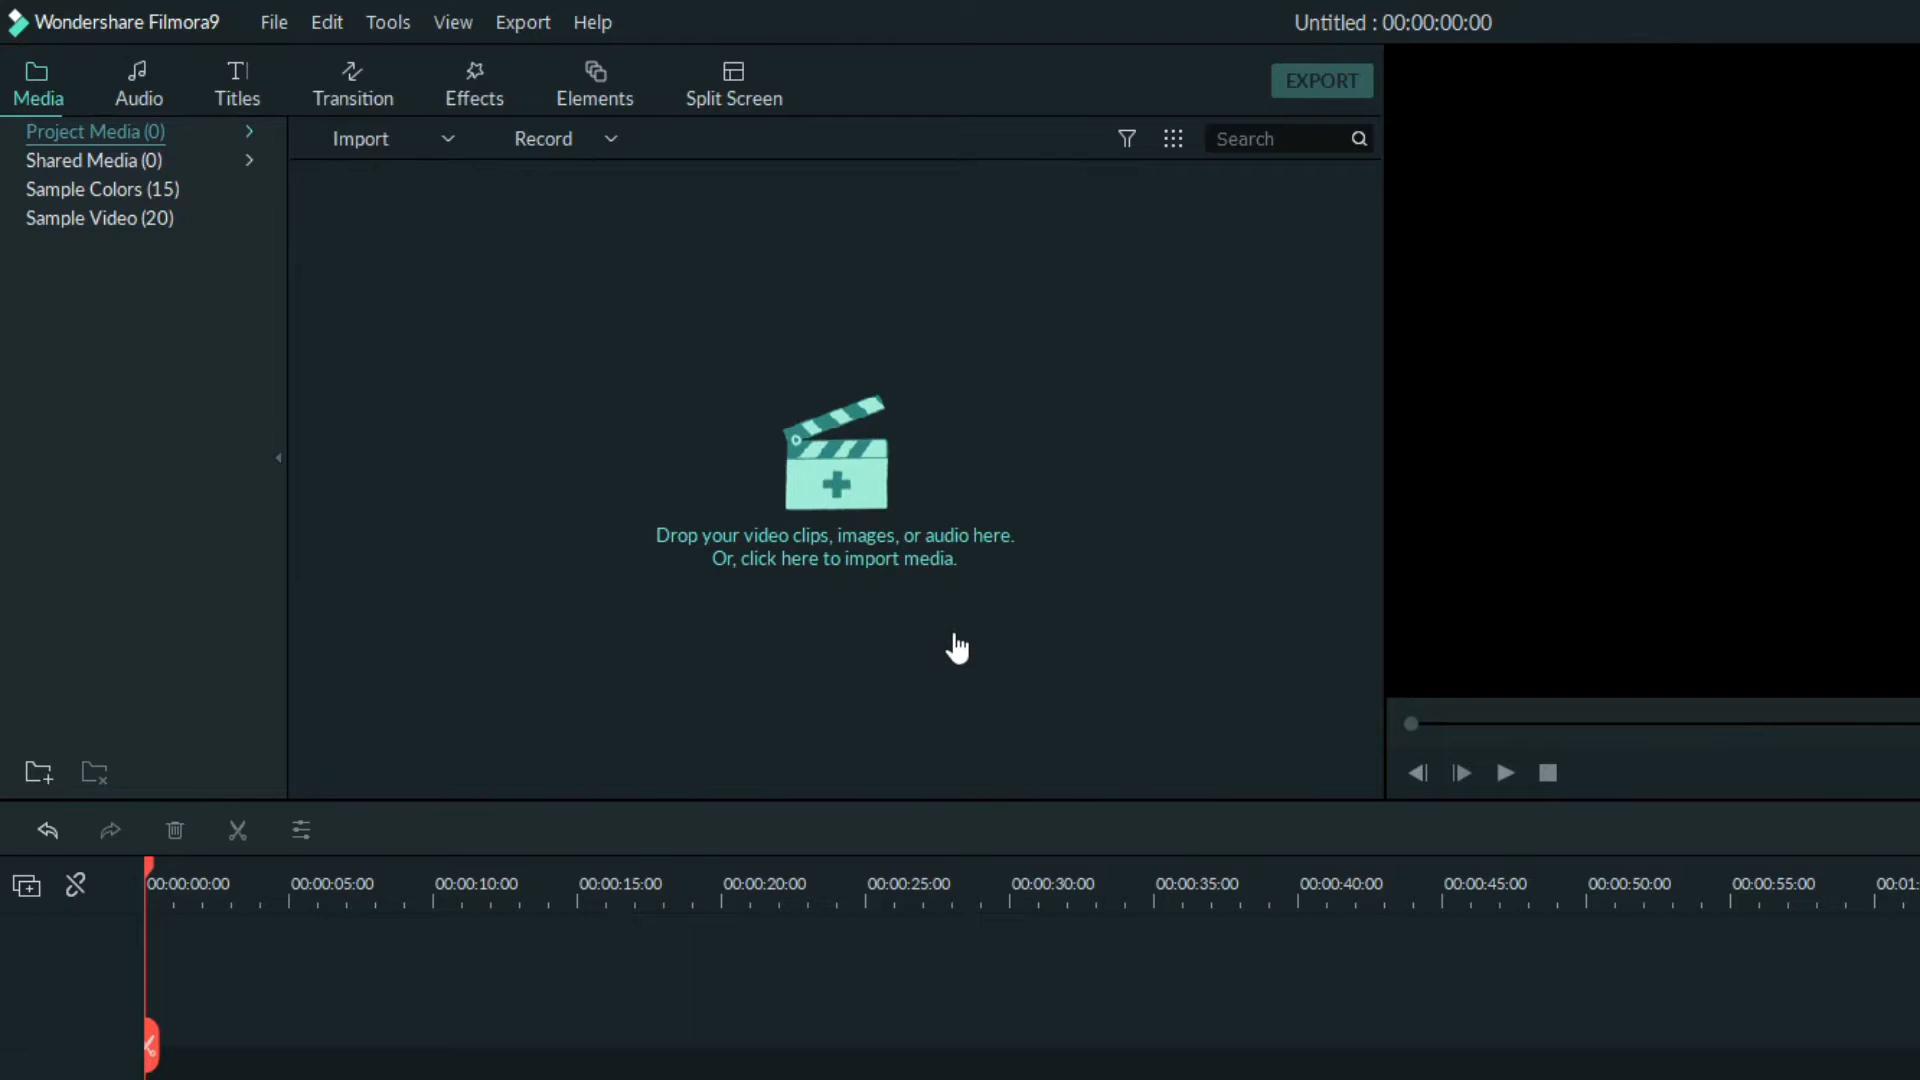 Wondershare Filmora9 File Edit Tools View Export Help Untitled : 00:00:00:00
Media Audio Titles Transition Effects Elements Split Screen EXPORT
Project Media (0)
Shared Media (0)
Sample Colors (15)
Sample Video (20)
Import Record Search
Drop your video clips, images, or audio here.
Or, click here to import media.
00:00:00:00 00:00:05:00 00:00:10:00 00:00:15:00 00:00:20:00 00:00:25:00 00:00:30:00 00:00:35:00 00:00:40:00 00:00:45:00 00:00:50:00 00:00:55:00 00:01: